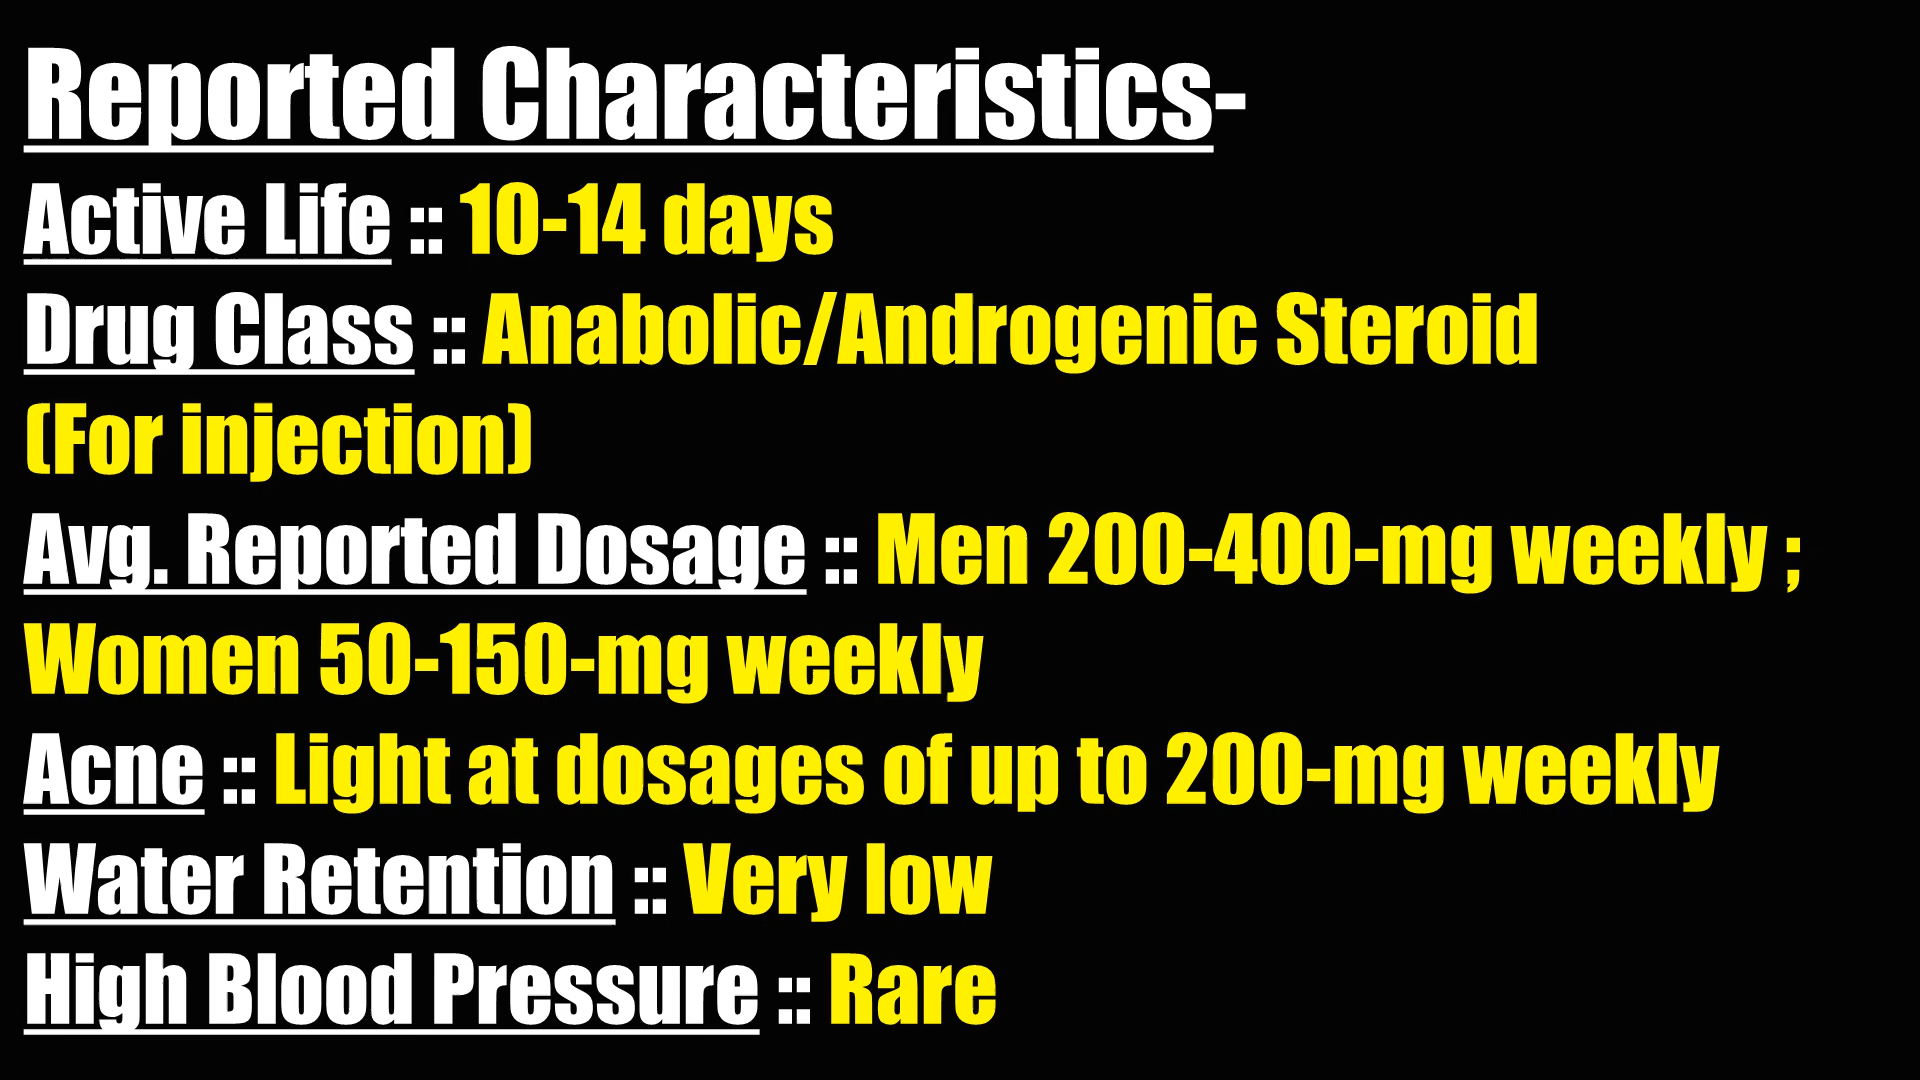 Reported Characteristics-
Active Life :: 10-14 days
Drug Class :: Anabolic/Androgenic Steroid
(For injection)
Avg. Reported Dosage :: Men 200-400-mg weekly ;
Women 50-150-mg weekly
Acne :: Light at dosages of up to 200-mg weekly
Water Retention :: Very low
High Blood Pressure :: Rare